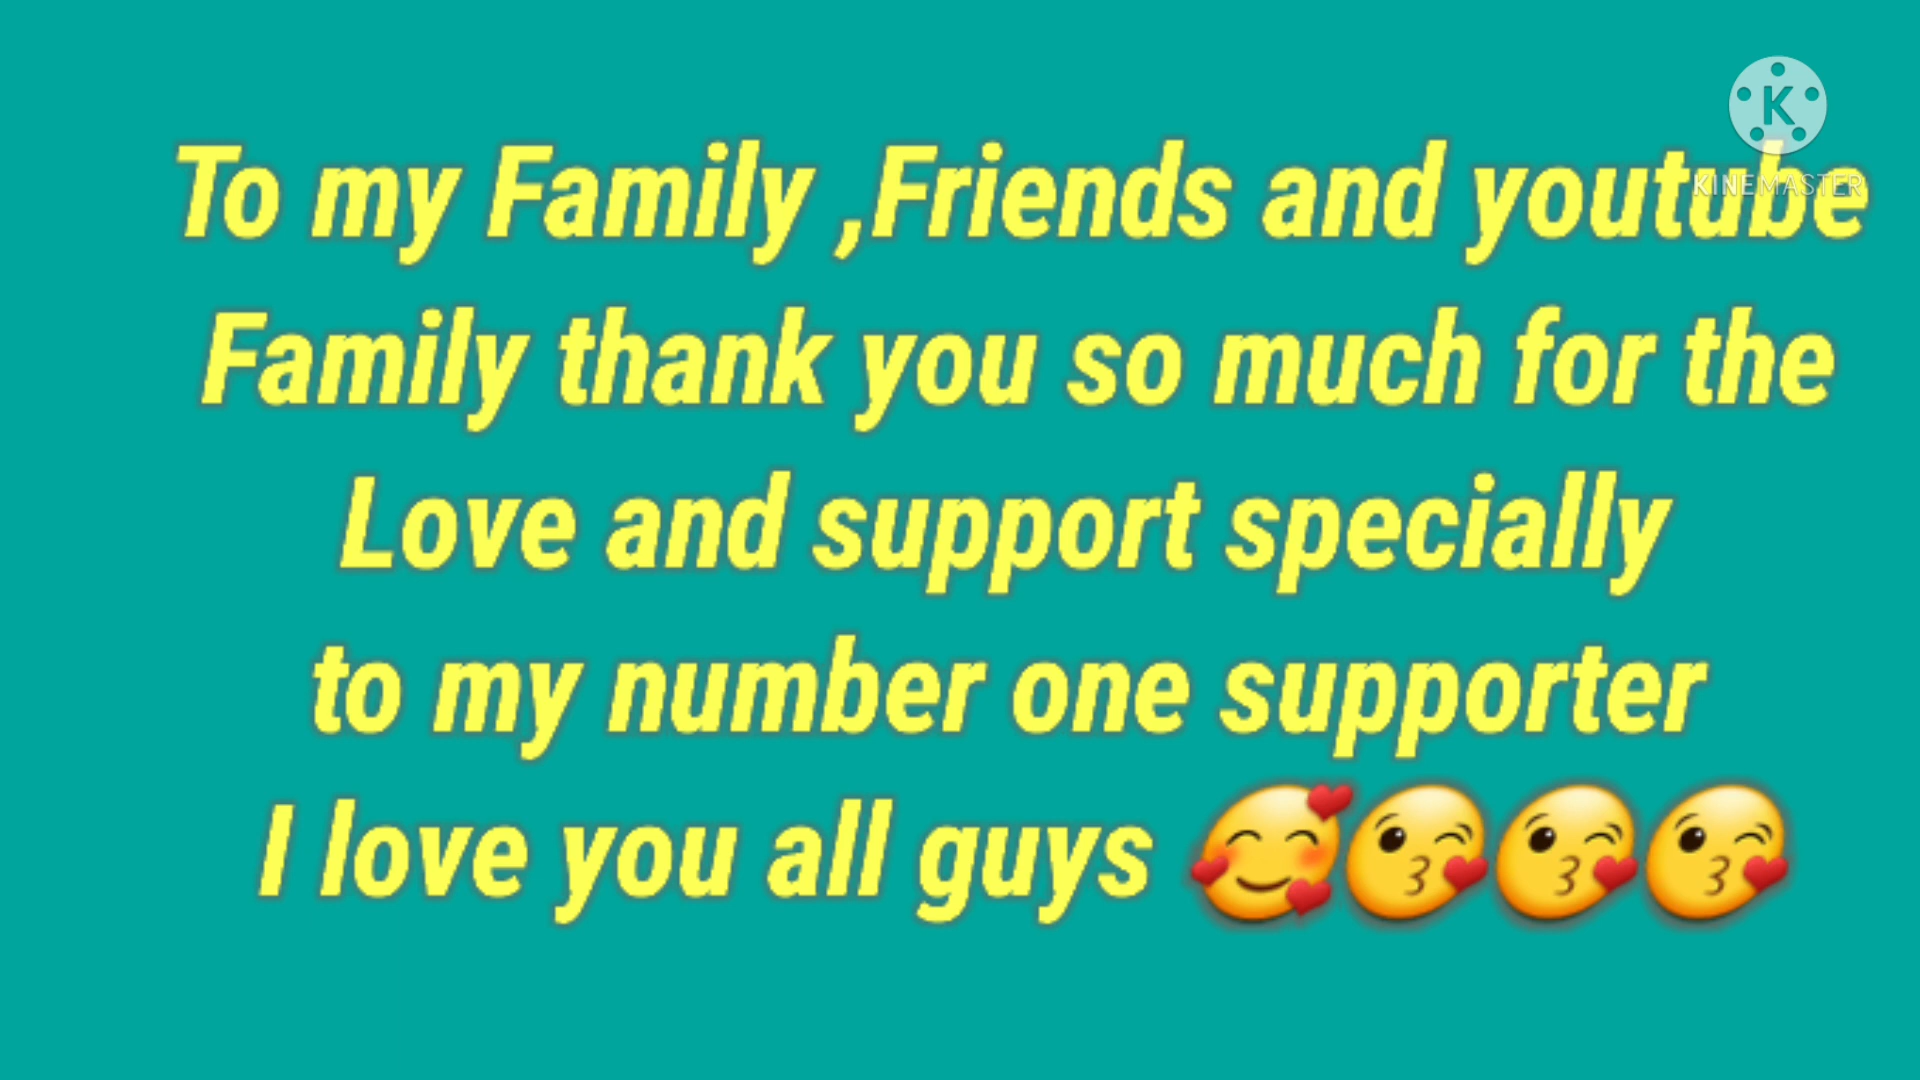 K
KINEMASTER
To my Family ,Friends and youtube
Family thank you so much for the
Love and support specially
to my number one supporter
I love you all guys 🥰😘😘😘